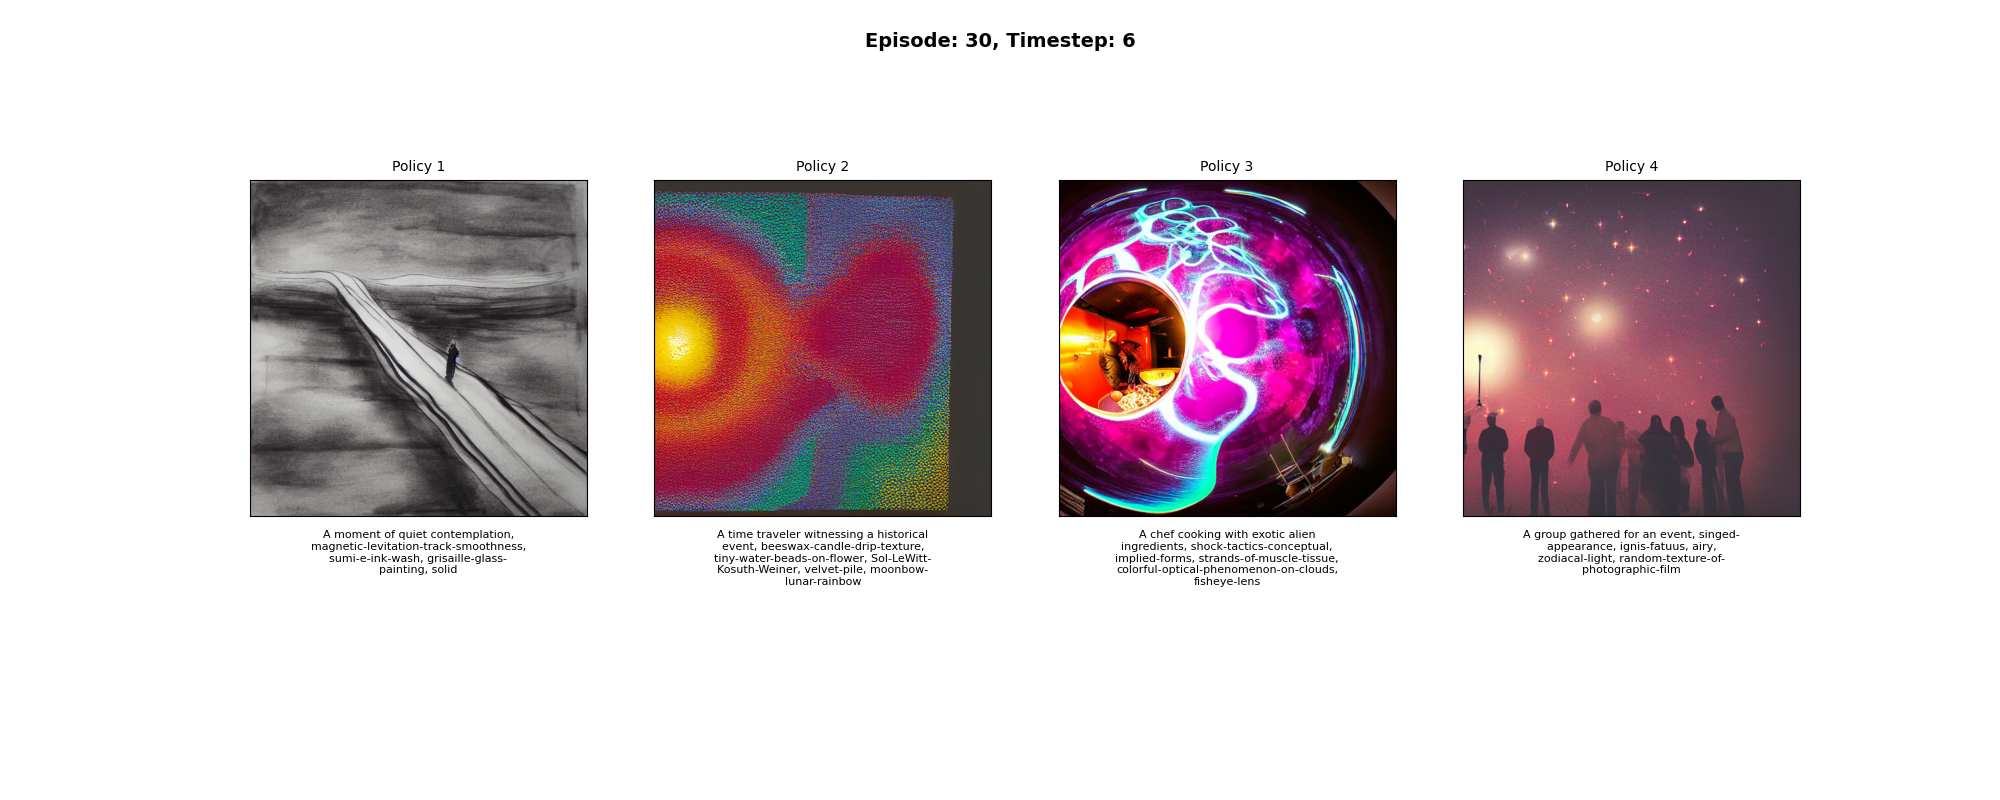 Episode: 30, Timestep: 6
Policy 1
Policy 2
Policy 3
Policy 4
A moment of quiet contemplation,
magnetic-levitation-track-smoothness,
sumi-e-ink-wash, grisaille-glass-
painting, solid
A time traveler witnessing a historical
event, beeswax-candle-drip-texture,
tiny-water-beads-on-flower, Sol-LeWitt-
Kosuth-Weiner, velvet-pile, moonbow-
lunar-rainbow
A chef cooking with exotic alien
ingredients, shock-tactics-conceptual,
implied-forms, strands-of-muscle-tissue,
colorful-optical-phenomenon-on-clouds,
fisheye-lens
A group gathered for an event, singed-
appearance, ignis-fatuus, airy,
zodiacal-light, random-texture-of-
photographic-film